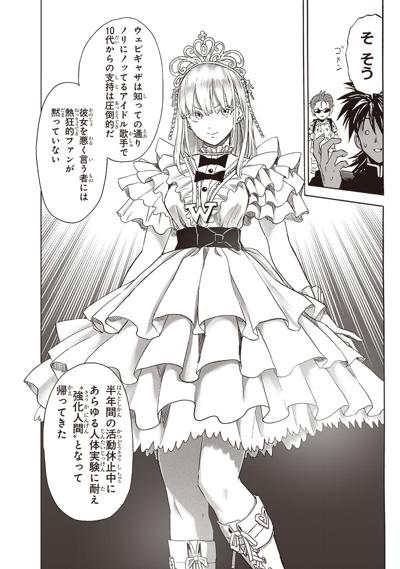 そ そう
ゴメン
ウェビギャザは知っての通り
ノリにノッてるアイドル歌手で
10代からの支持は圧倒的だ
彼女を悪く言う者には
熱狂的ファンが
黙っていない
W
半年間の活動休止中に
あらゆる人体実験に耐え
“強化人間”となって
帰ってきた